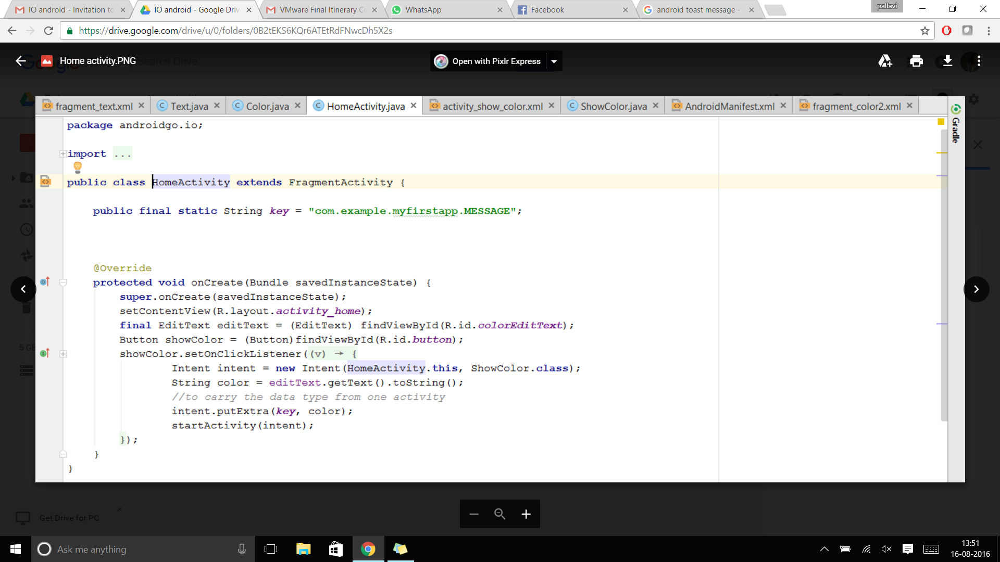 IO android - Invitation to
IO android - Google Driv
VMware Final Itinerary C
WhatsApp
Facebook
android toast message -
pallavi
https://drive.google.com/drive/u/0/folders/0B2tEKS6KQr6ATEtRdFNwcDh5X2s
Home activity.PNG
Search Drive
Open with Pixlr Express
fragment_text.xml
Text.java
Color.java
HomeActivity.java
activity_show_color.xml
ShowColor.java
AndroidManifest.xml
fragment_color2.xml
Gradle
package androidgo.io;
import ...
public class HomeActivity extends FragmentActivity {
public final static String key = "com.example.myfirstapp.MESSAGE";
@Override
protected void onCreate(Bundle savedInstanceState) {
super.onCreate(savedInstanceState);
setContentView(R.layout.activity_home);
final EditText editText = (EditText) findViewById(R.id.colorEditText);
Button showColor = (Button)findViewById(R.id.button);
showColor.setOnClickListener((v) → {
Intent intent = new Intent(HomeActivity.this, ShowColor.class);
String color = editText.getText().toString();
//to carry the data type from one activity
intent.putExtra(key, color);
startActivity(intent);
});
}
}
5 GB
Get Drive for PC
Ask me anything
13:51
16-08-2016